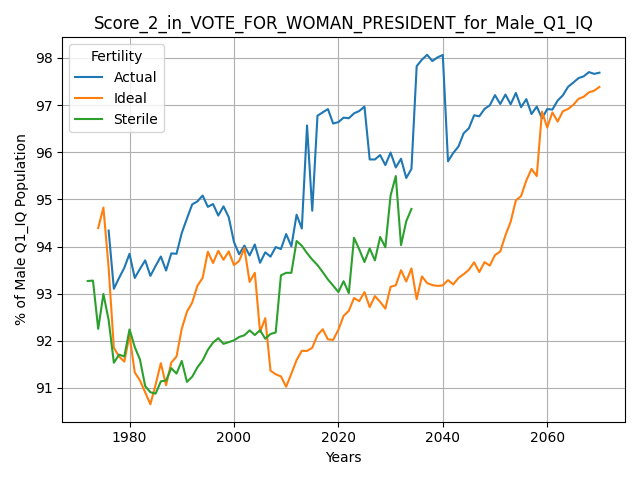 Score_2_in_VOTE_FOR_WOMAN_PRESIDENT_for_Male_Q1_IQ
Fertility
Actual
Ideal
Sterile
% of Male Q1_IQ Population
98
97
96
95
94
93
92
91
1980
2000
2020
2040
2060
Years